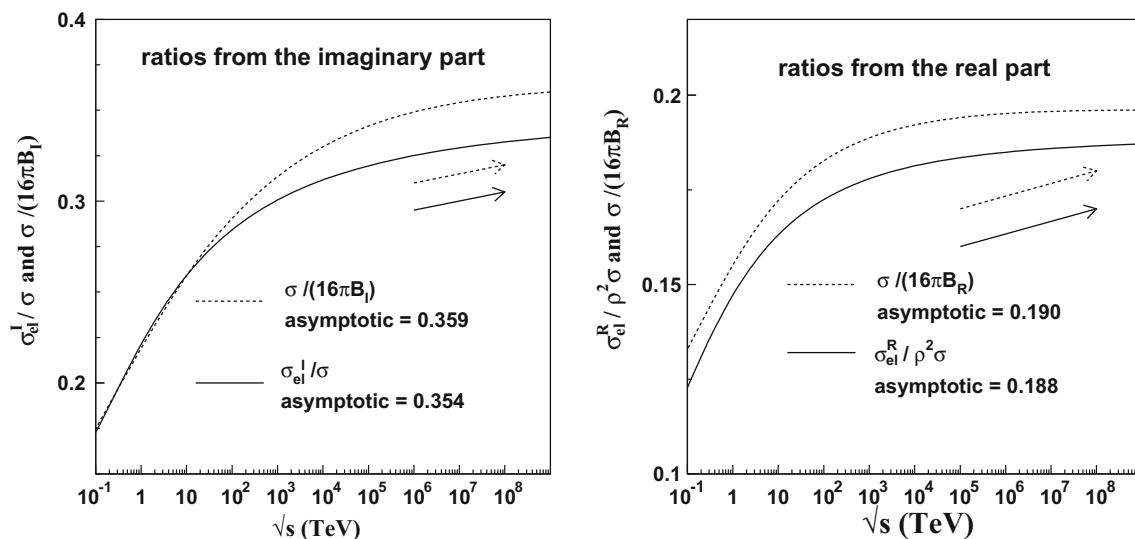 ratios from the imaginary part
σ_el^I / σ and σ /(16πB_I)
0.4
0.3
0.2
σ /(16πB_I)
asymptotic = 0.359
σ_el^I /σ
asymptotic = 0.354
10^-1 1 10 10^2 10^3 10^4 10^5 10^6 10^7 10^8
√s (TeV)
ratios from the real part
σ_el^R / ρ^2σ and σ /(16πB_R)
0.2
0.15
0.1
σ /(16πB_R)
asymptotic = 0.190
σ_el^R / ρ^2σ
asymptotic = 0.188
10^-1 1 10 10^2 10^3 10^4 10^5 10^6 10^7 10^8
√s (TeV)